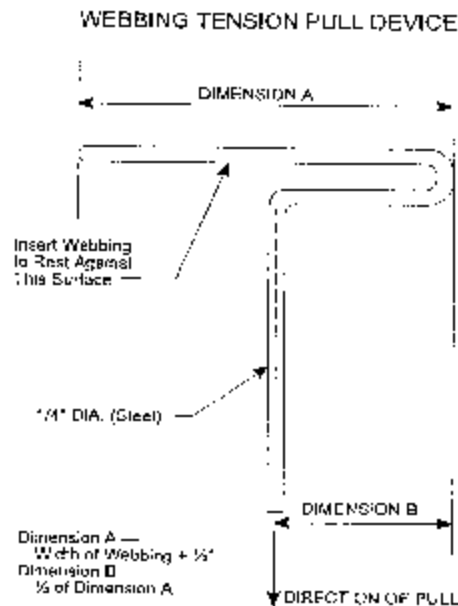 WEBBING TENSION PULL DEVICE
DIMENSION A
Insert Webbing
to Rest Against
This Surface
1/4" DIA. (Steel)
DIMENSION B
Dimension A —
Width of Webbing + ½"
Dimension B
½ of Dimension A
DIRECTION OF PULL